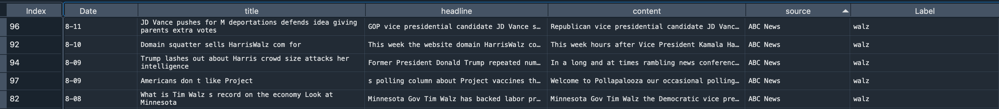 Index Date title headline content source Label
96 8-11 JD Vance pushes for M deportations defends idea giving parents extra votes GOP vice presidential candidate JD Vance s… Republican vice presidential candidate JD Vanc… ABC News walz
92 8-10 Domain squatter sells HarrisWalz com for This week the website domain HarrisWalz co… This week hours after Vice President Kamala Ha… ABC News walz
94 8-09 Trump lashes out about Harris crowd size attacks her intelligence Former President Donald Trump repeated num… In a long and at times rambling news conferenc… ABC News walz
97 8-09 Americans don t like Project s polling column about Project vaccines th… Welcome to Pollapalooza our occasional polling… ABC News walz
82 8-08 What is Tim Walz s record on the economy Look at Minnesota Minnesota Gov Tim Walz has backed labor pr… Minnesota Gov Tim Walz the Democratic vice pre… ABC News walz